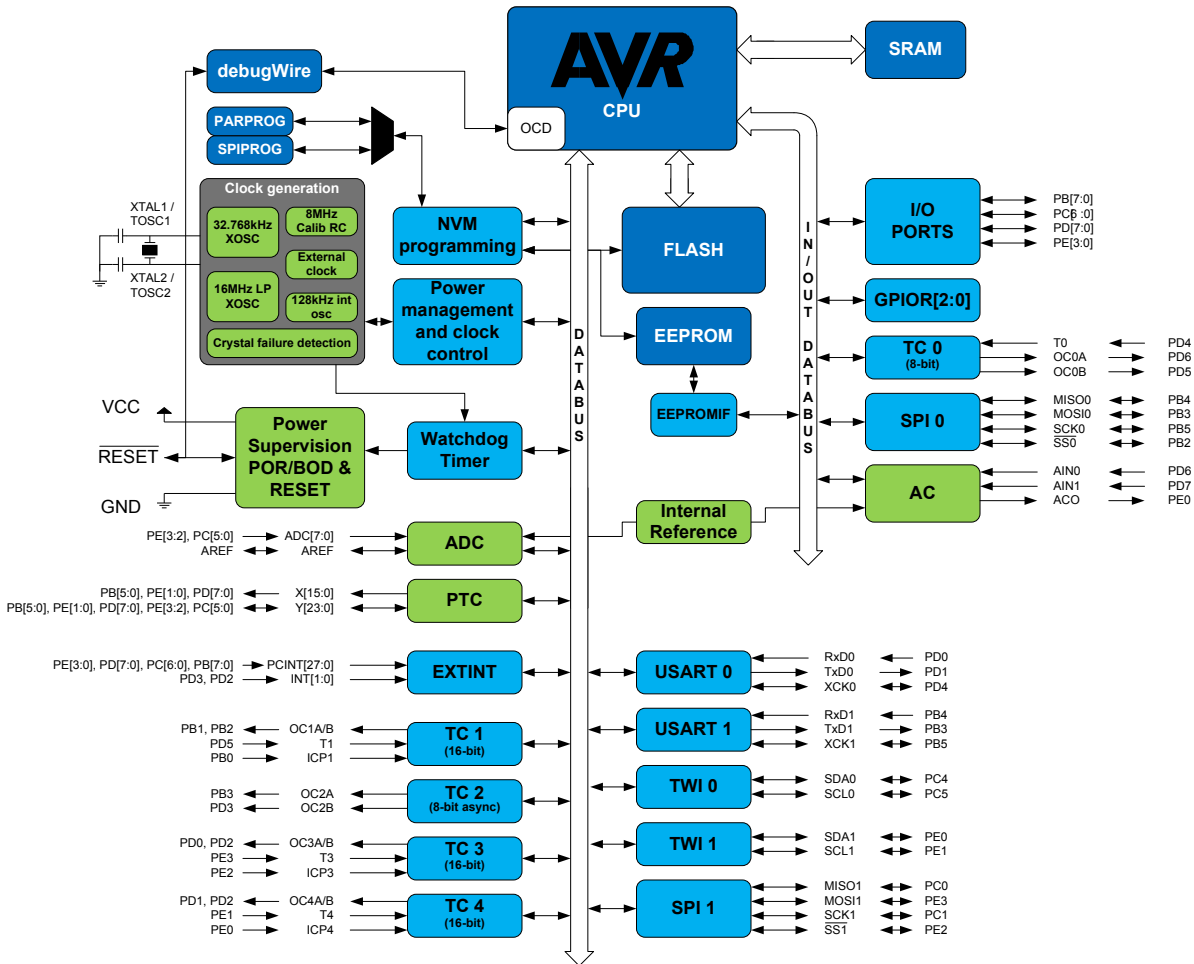 AVR
CPU
OCD
SRAM
debugWire
PARPROG
SPIPROG
Clock generation
XTAL1 /
TOSC1
XTAL2 /
TOSC2
32.768kHz
XOSC
8MHz
Calib RC
External
clock
16MHz LP
XOSC
128kHz int
osc
Crystal failure detection
NVM
programming
Power
management
and clock
control
FLASH
EEPROM
EEPROMIF
DATABUS
IN/OUT DATABUS
I/O
PORTS
PB[7:0]
PC[6:0]
PD[7:0]
PE[3:0]
GPIOR[2:0]
TC 0
(8-bit)
T0 PD4
OC0A PD6
OC0B PD5
SPI 0
MISO0 PB4
MOSI0 PB3
SCK0 PB5
SS0 PB2
AC
AIN0 PD6
AIN1 PD7
ACO PE0
VCC
RESET
GND
Power
Supervision
POR/BOD &
RESET
Watchdog
Timer
Internal
Reference
PE[3:2], PC[5:0] ADC[7:0]
AREF AREF
ADC
PB[5:0], PE[1:0], PD[7:0] X[15:0]
PB[5:0], PE[1:0], PD[7:0], PE[3:2], PC[5:0] Y[23:0]
PTC
PE[3:0], PD[7:0], PC[6:0], PB[7:0] PCINT[27:0]
PD3, PD2 INT[1:0]
EXTINT
PB1, PB2 OC1A/B
PD5 T1
PB0 ICP1
TC 1
(16-bit)
PB3 OC2A
PD3 OC2B
TC 2
(8-bit async)
PD0, PD2 OC3A/B
PE3 T3
PE2 ICP3
TC 3
(16-bit)
PD1, PD2 OC4A/B
PE1 T4
PE0 ICP4
TC 4
(16-bit)
USART 0
RxD0 PD0
TxD0 PD1
XCK0 PD4
USART 1
RxD1 PB4
TxD1 PB3
XCK1 PB5
TWI 0
SDA0 PC4
SCL0 PC5
TWI 1
SDA1 PE0
SCL1 PE1
SPI 1
MISO1 PC0
MOSI1 PE3
SCK1 PC1
SS1 PE2